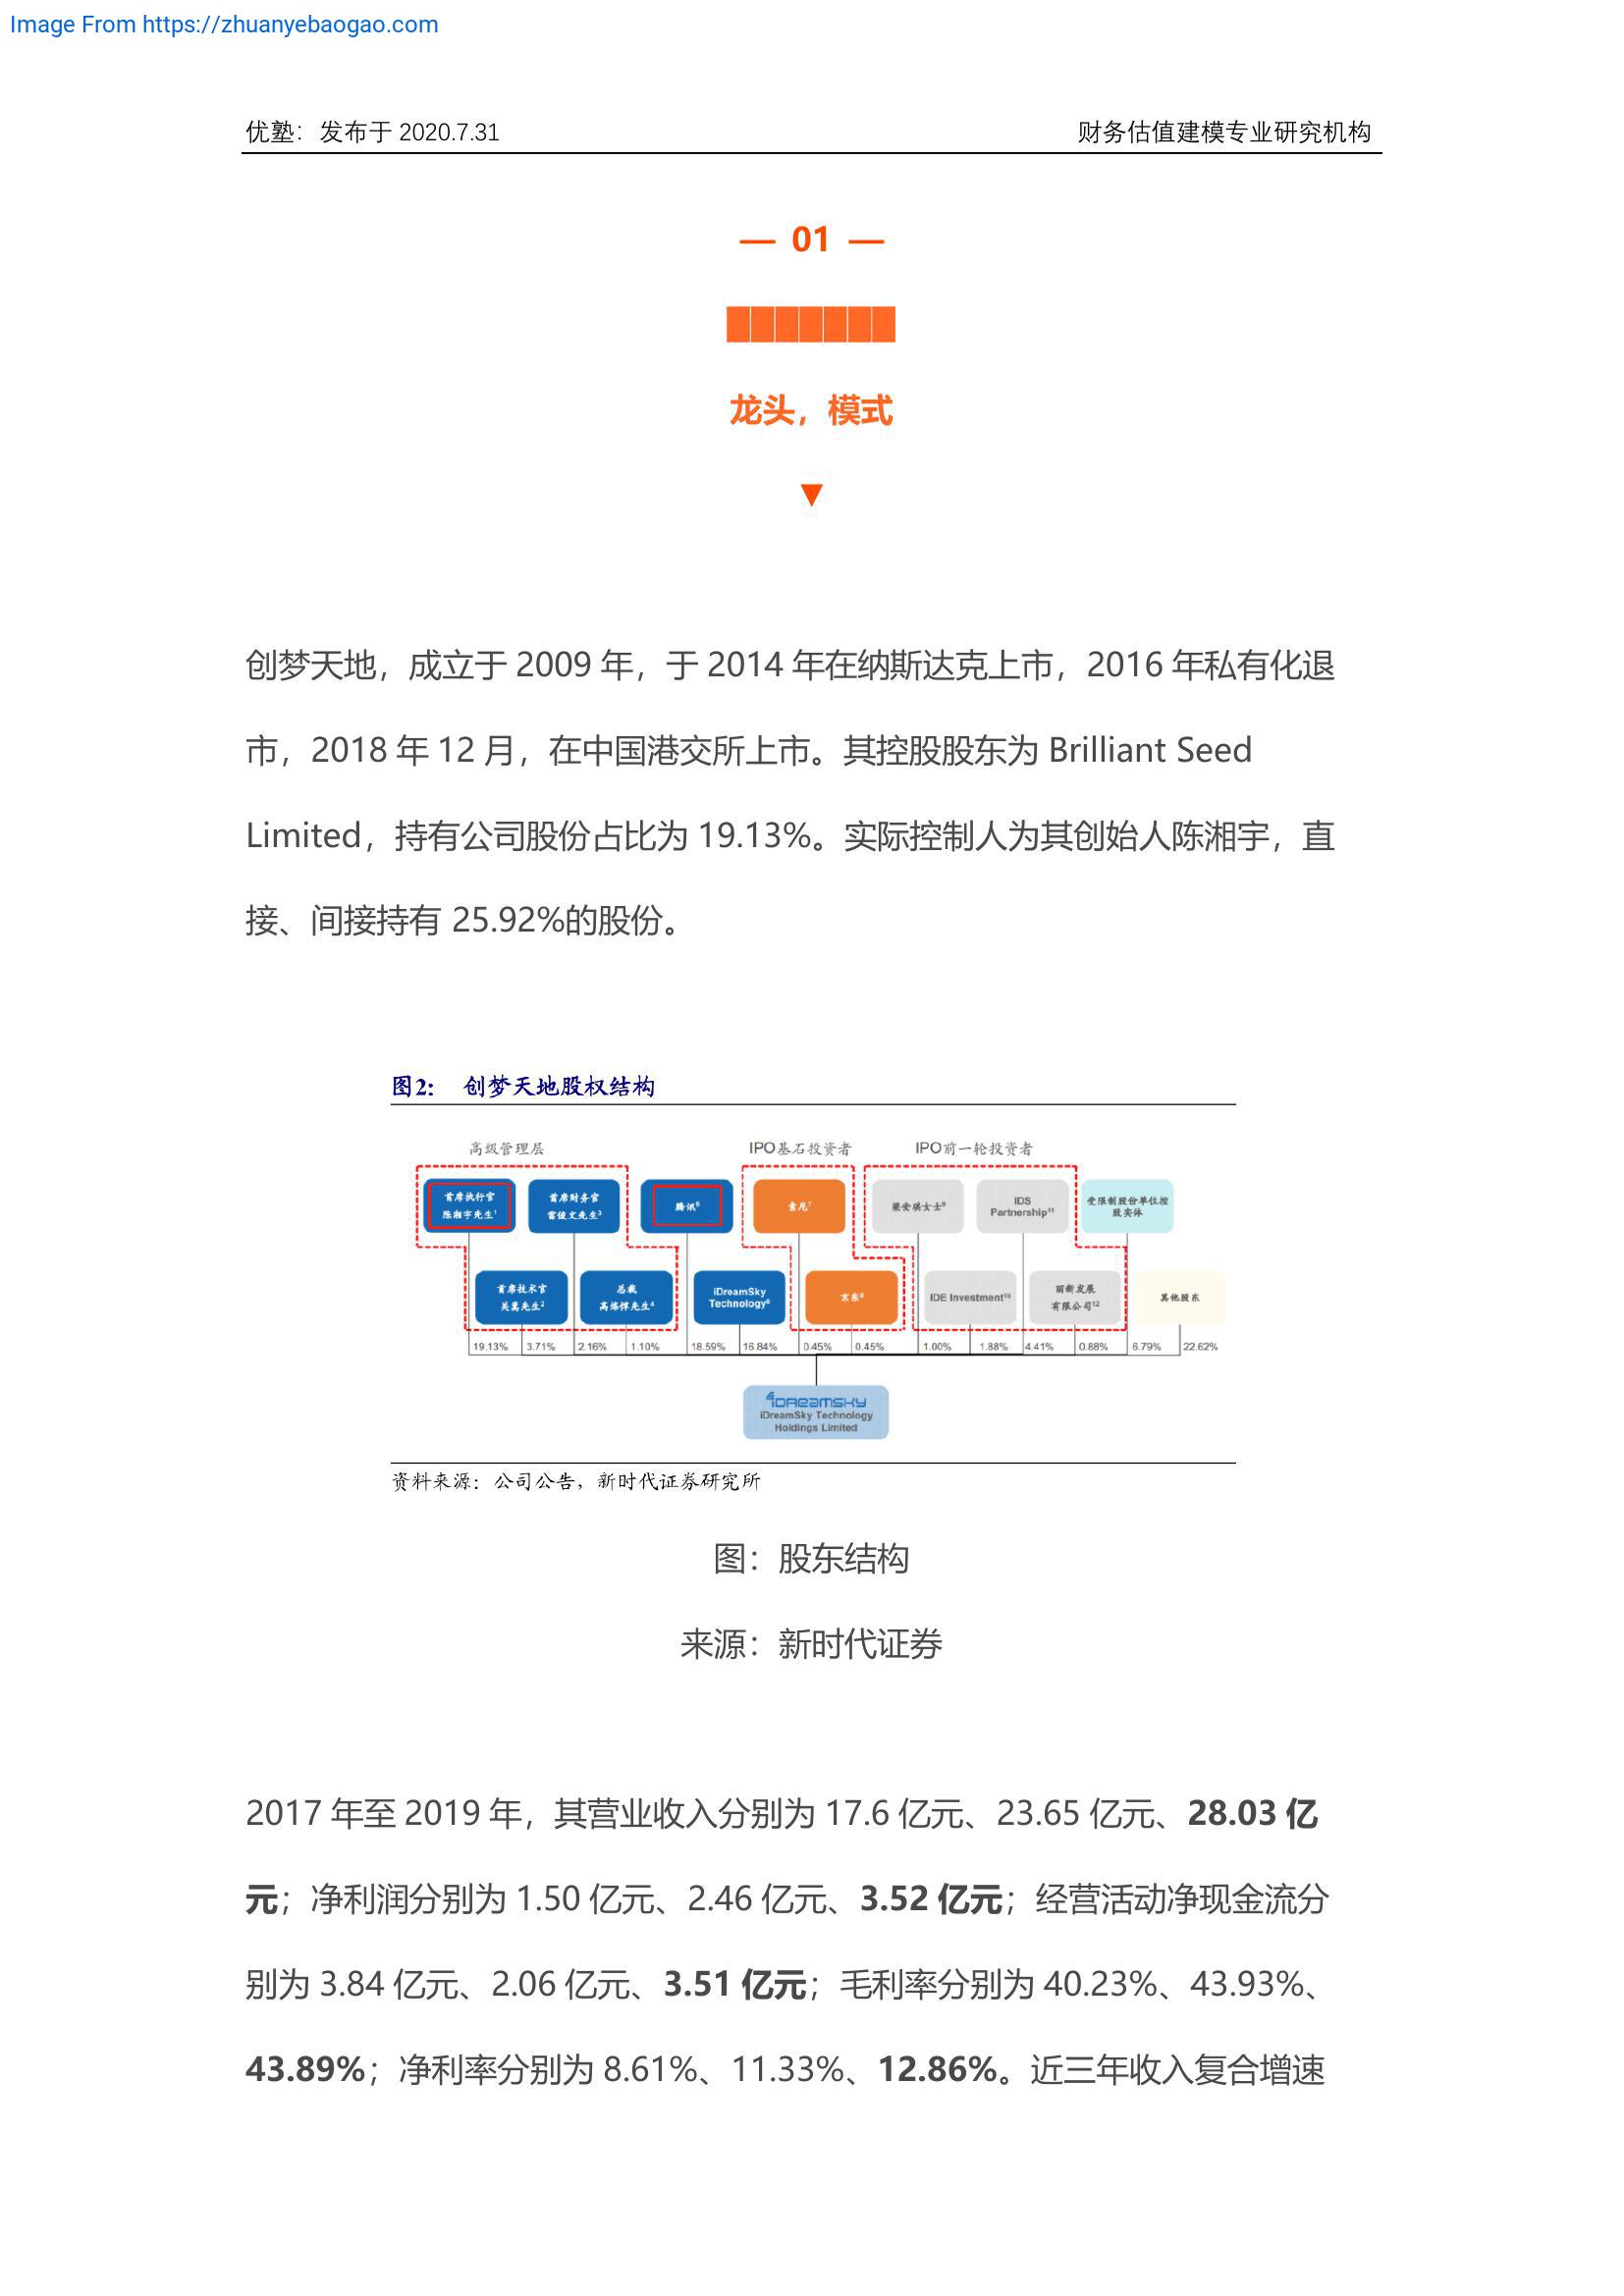 Image From https://zhuanyebaogao.com
优塾：发布于 2020.7.31
财务估值建模专业研究机构
— 01 —
龙头，模式
▼
创梦天地，成立于 2009 年，于 2014 年在纳斯达克上市，2016 年私有化退
市，2018 年 12 月，在中国港交所上市。其控股股东为 Brilliant Seed
Limited，持有公司股份占比为 19.13%。实际控制人为其创始人陈湘宇，直
接、间接持有 25.92%的股份。
图2： 创梦天地股权结构
高级管理层 IPO基石投资者 IPO前一轮投资者
首席执行官
陈湘宇先生1
首席财务官
雷俊文先生3
腾讯5
索尼7
梁安琪女士9
IDS
Partnership11
受限制股份单位控
股实体
首席技术官
关嵩先生2
总裁
高炼惇先生4
iDreamSky
Technology6
京东8
IDE Investment10
丽新发展
有限公司12
其他股东
19.13% 3.71% 2.16% 1.10% 18.59% 16.84% 0.45% 0.45% 1.00% 1.88% 4.41% 0.88% 6.79% 22.62%
iDREAMSKY
iDreamSky Technology
Holdings Limited
资料来源：公司公告，新时代证券研究所
图：股东结构
来源：新时代证券
2017 年至 2019 年，其营业收入分别为 17.6 亿元、23.65 亿元、28.03 亿
元；净利润分别为 1.50 亿元、2.46 亿元、3.52 亿元；经营活动净现金流分
别为 3.84 亿元、2.06 亿元、3.51 亿元；毛利率分别为 40.23%、43.93%、
43.89%；净利率分别为 8.61%、11.33%、12.86%。近三年收入复合增速